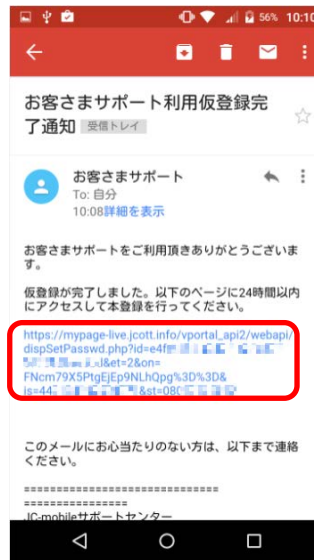 56% 10:10
お客さまサポート利用仮登録完
了通知 受信トレイ
お客さまサポート
To: 自分
10:08詳細を表示
お客さまサポートをご利用頂きありがとうございま
す。
仮登録が完了しました。以下のページに24時間以内
にアクセスして本登録を行ってください。
https://mypage-live.jcott.info/vportal_api2/webapi/
dispSetPasswd.php?id=e4f
&et=2&on=
FNcm79X5PtgEjEp9NLhQpg%3D%3D&
is=44 &st=080
このメールにお心当たりのない方は、以下まで連絡
ください。
==============================
================
JC-mobileサポートセンター